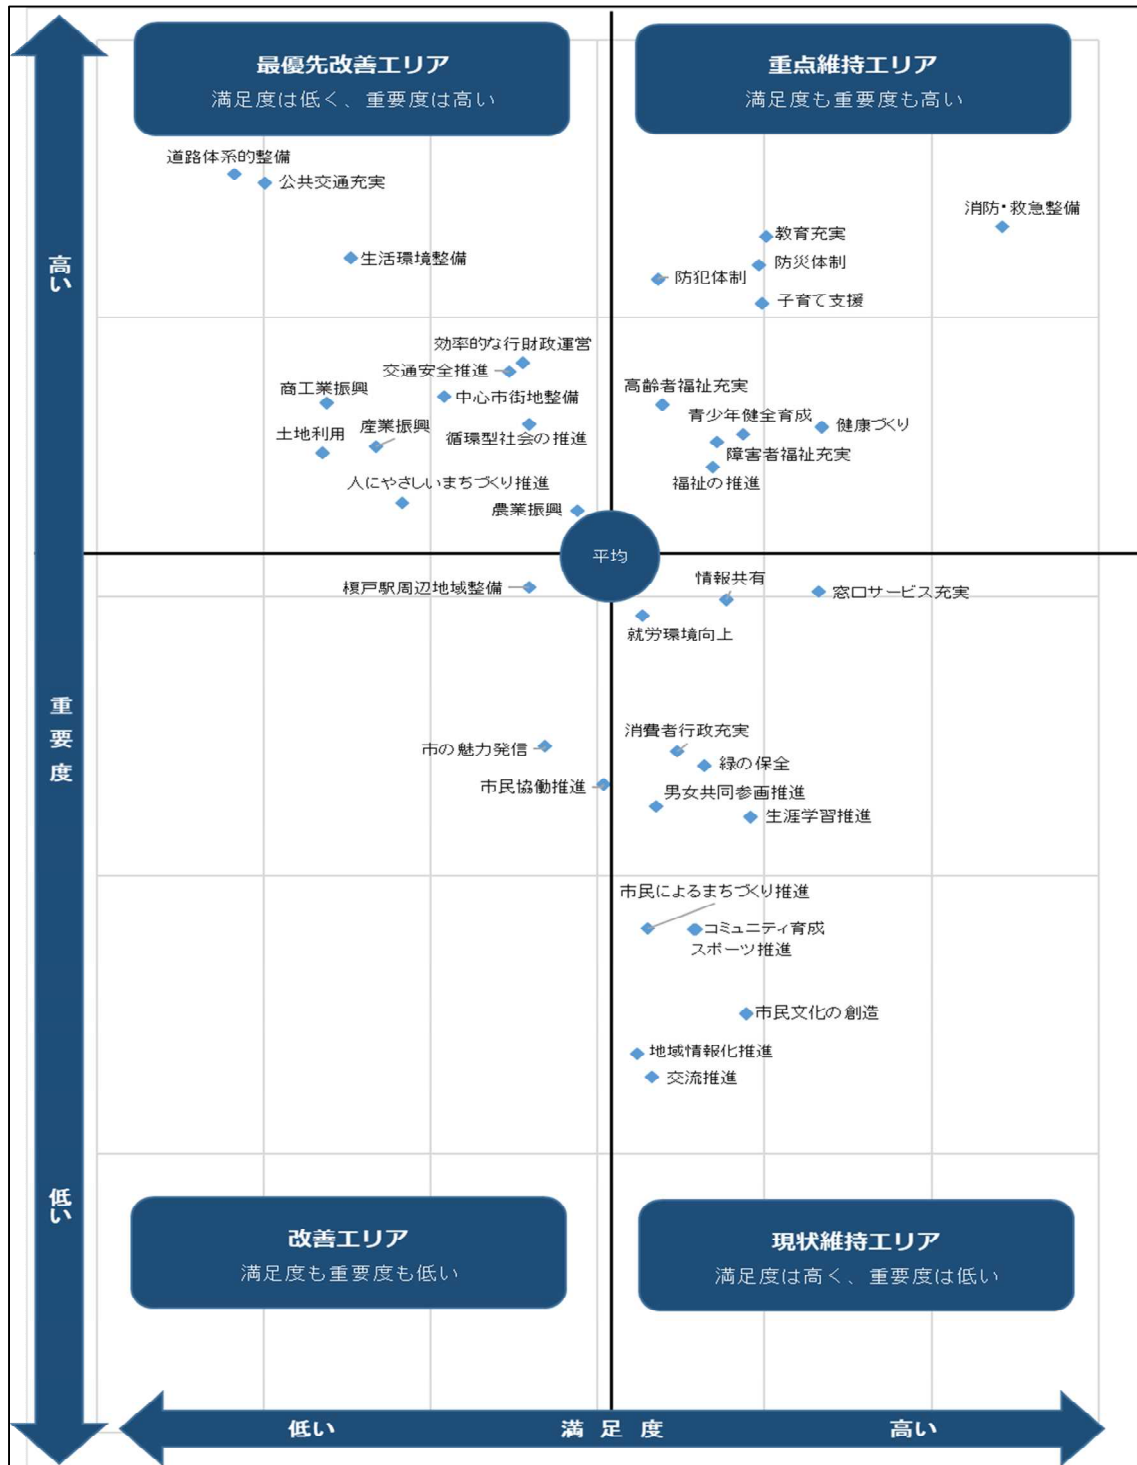 最優先改善エリア
満足度は低く、重要度は高い
重点維持エリア
満足度も重要度も高い
道路体系的整備
公共交通充実
消防・救急整備
教育充実
生活環境整備
防災体制
防犯体制
高い
子育て支援
効率的な行財政運営
交通安全推進
商工業振興
中心市街地整備
高齢者福祉充実
青少年健全育成
健康づくり
土地利用
産業振興
循環型社会の推進
障害者福祉充実
人にやさしいまちづくり推進
福祉の推進
農業振興
平均
榎戸駅周辺地域整備
情報共有
窓口サービス充実
就労環境向上
重要度
市の魅力発信
消費者行政充実
緑の保全
市民協働推進
男女共同参画推進
生涯学習推進
市民によるまちづくり推進
コミュニティ育成
スポーツ推進
市民文化の創造
地域情報化推進
交流推進
低い
改善エリア
満足度も重要度も低い
現状維持エリア
満足度は高く、重要度は低い
低い 満足度 高い